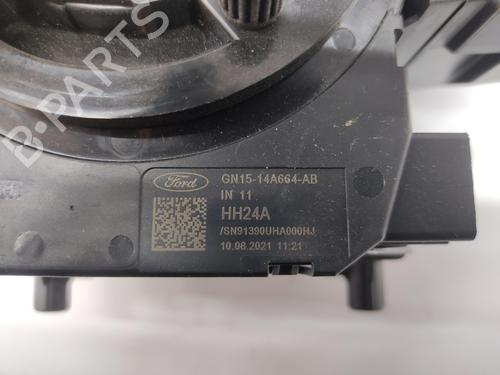 B-PARTS
Ford
GN15-14A664-AB
IN 11
HH24A
/SN91390UHA000HJ
10.08.2021 11:21